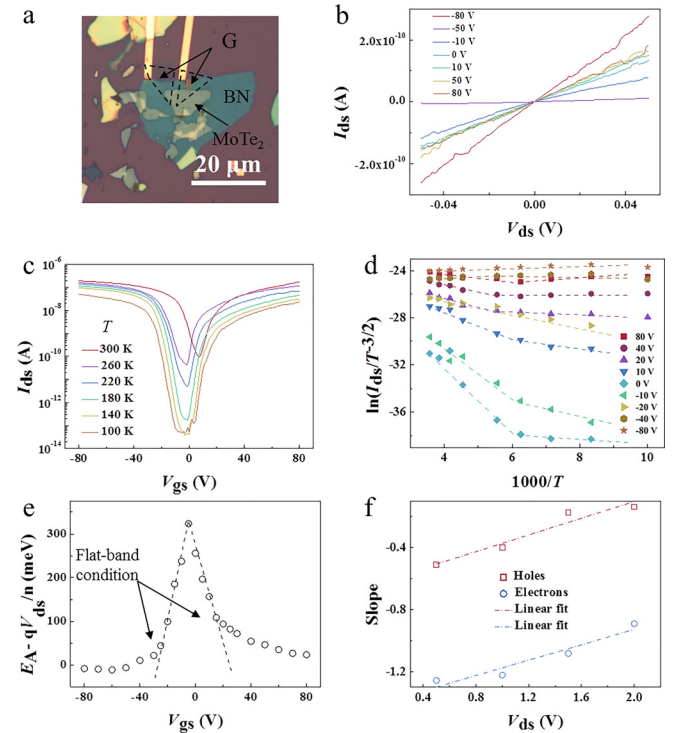 a
G
BN
MoTe2
20 μm
b
-80 V
-50 V
-10 V
0 V
10 V
50 V
80 V
2.0x10-10
0.0
-2.0x10-10
Ids (A)
-0.04 0.00 0.04
Vds (V)
c
10-6
10-8
10-10
10-12
10-14
Ids (A)
T
300 K
260 K
220 K
180 K
140 K
100 K
-80 -40 0 40 80
Vgs (V)
d
-24
-28
-32
-36
ln(Ids/T-3/2)
80 V
40 V
20 V
10 V
0 V
-10 V
-20 V
-40 V
-80 V
4 5 6 7 8 9 10
1000/T
e
300
200
100
0
EA- qVds/n (meV)
Flat-band
condition
-80 -40 0 40 80
Vgs (V)
f
-0.4
-0.8
-1.2
Slope
Holes
Electrons
Linear fit
Linear fit
0.4 0.8 1.2 1.6 2.0
Vds (V)